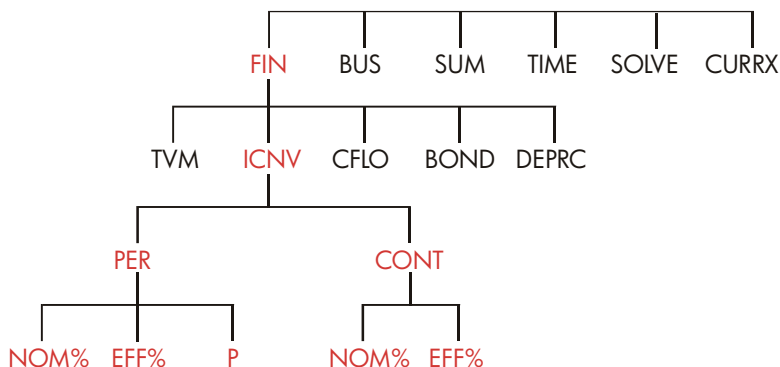 FIN BUS SUM TIME SOLVE CURRX
TVM ICNV CFLO BOND DEPRC
PER CONT
NOM% EFF% P NOM% EFF%